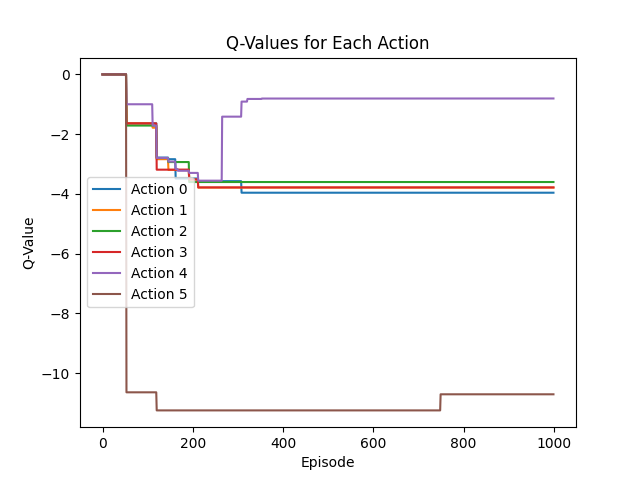 Q-Values for Each Action
0
−2
−4
−6
−8
−10
Q-Value
Action 0
Action 1
Action 2
Action 3
Action 4
Action 5
0 200 400 600 800 1000
Episode